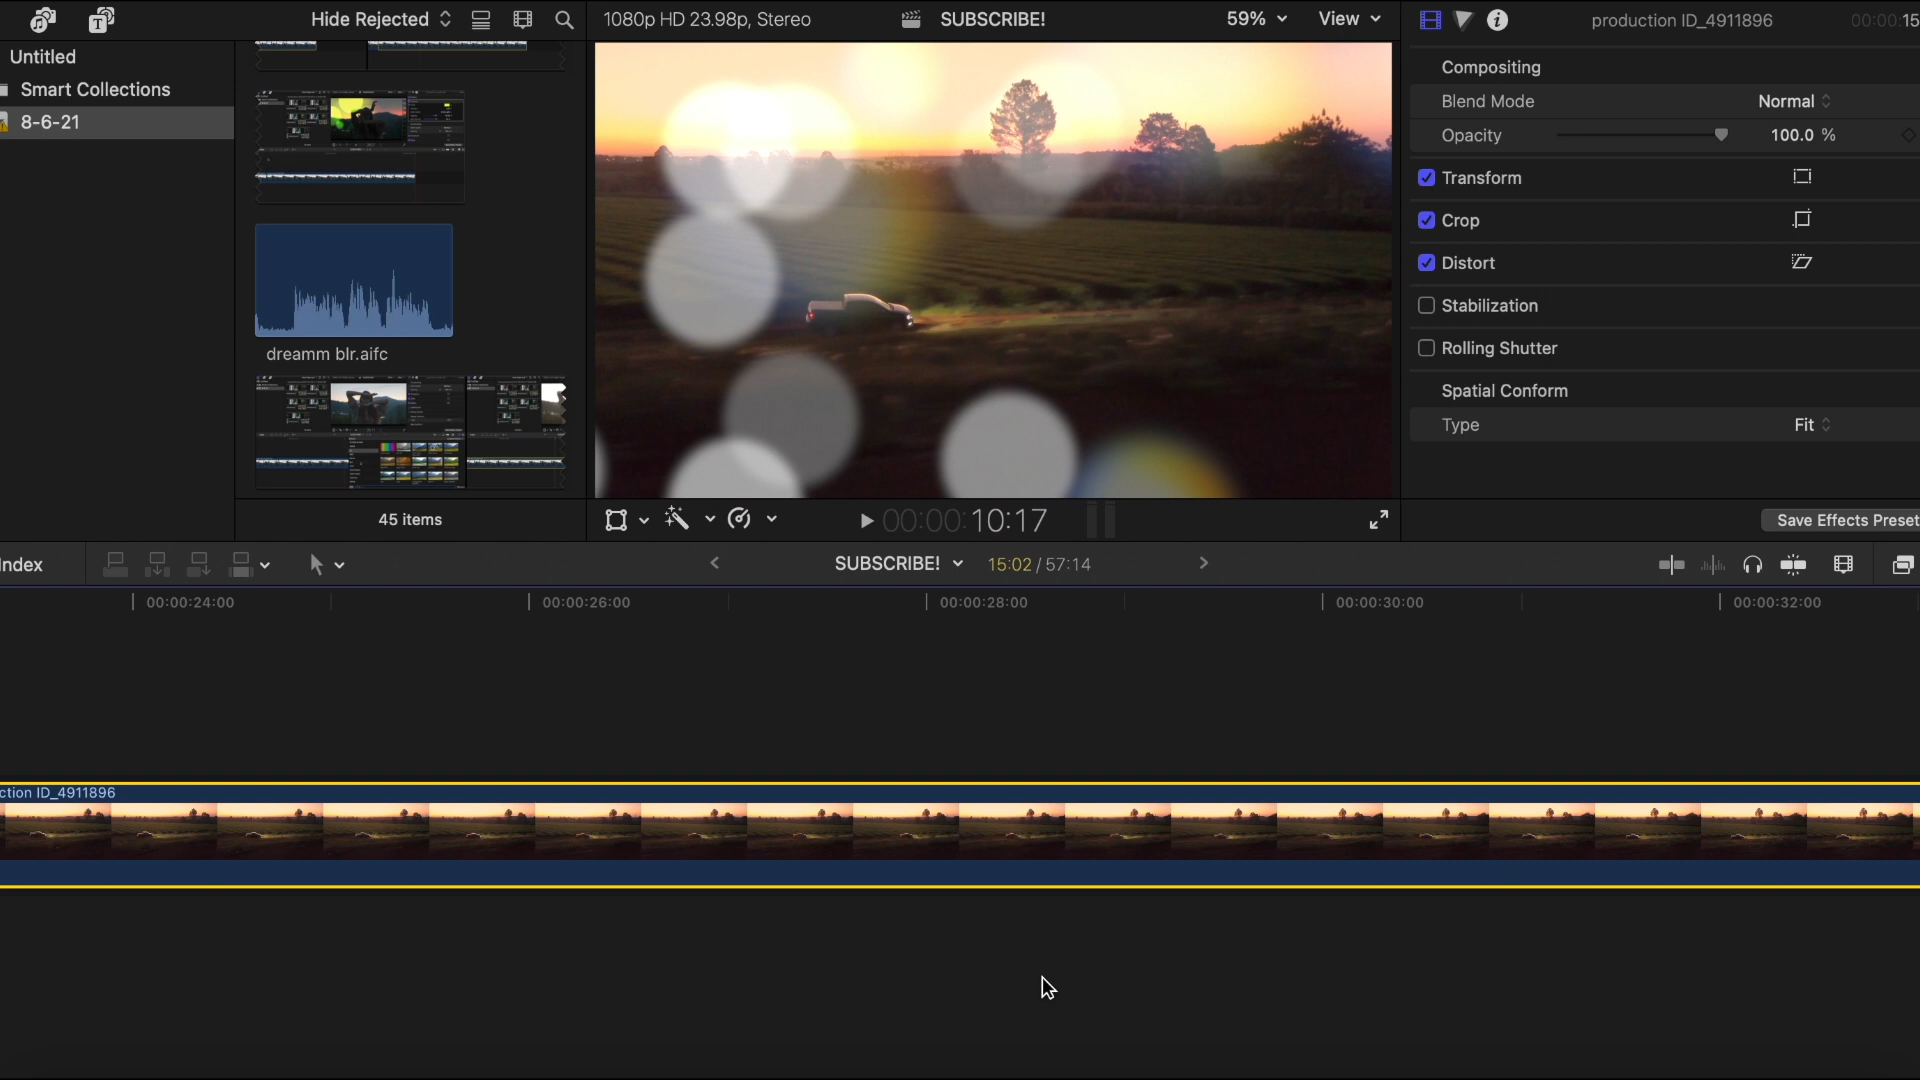 Hide Rejected
1080p HD 23.98p, Stereo
SUBSCRIBE!
59%
View
production ID_4911896
00:00:15
Untitled
Smart Collections
8-6-21
dreamm blr.aifc
45 items
00:00:10:17
Compositing
Blend Mode
Normal
Opacity
100.0 %
Transform
Crop
Distort
Stabilization
Rolling Shutter
Spatial Conform
Type
Fit
Save Effects Preset
Index
SUBSCRIBE!
15:02 / 57:14
00:00:24:00
00:00:26:00
00:00:28:00
00:00:30:00
00:00:32:00
ction ID_4911896